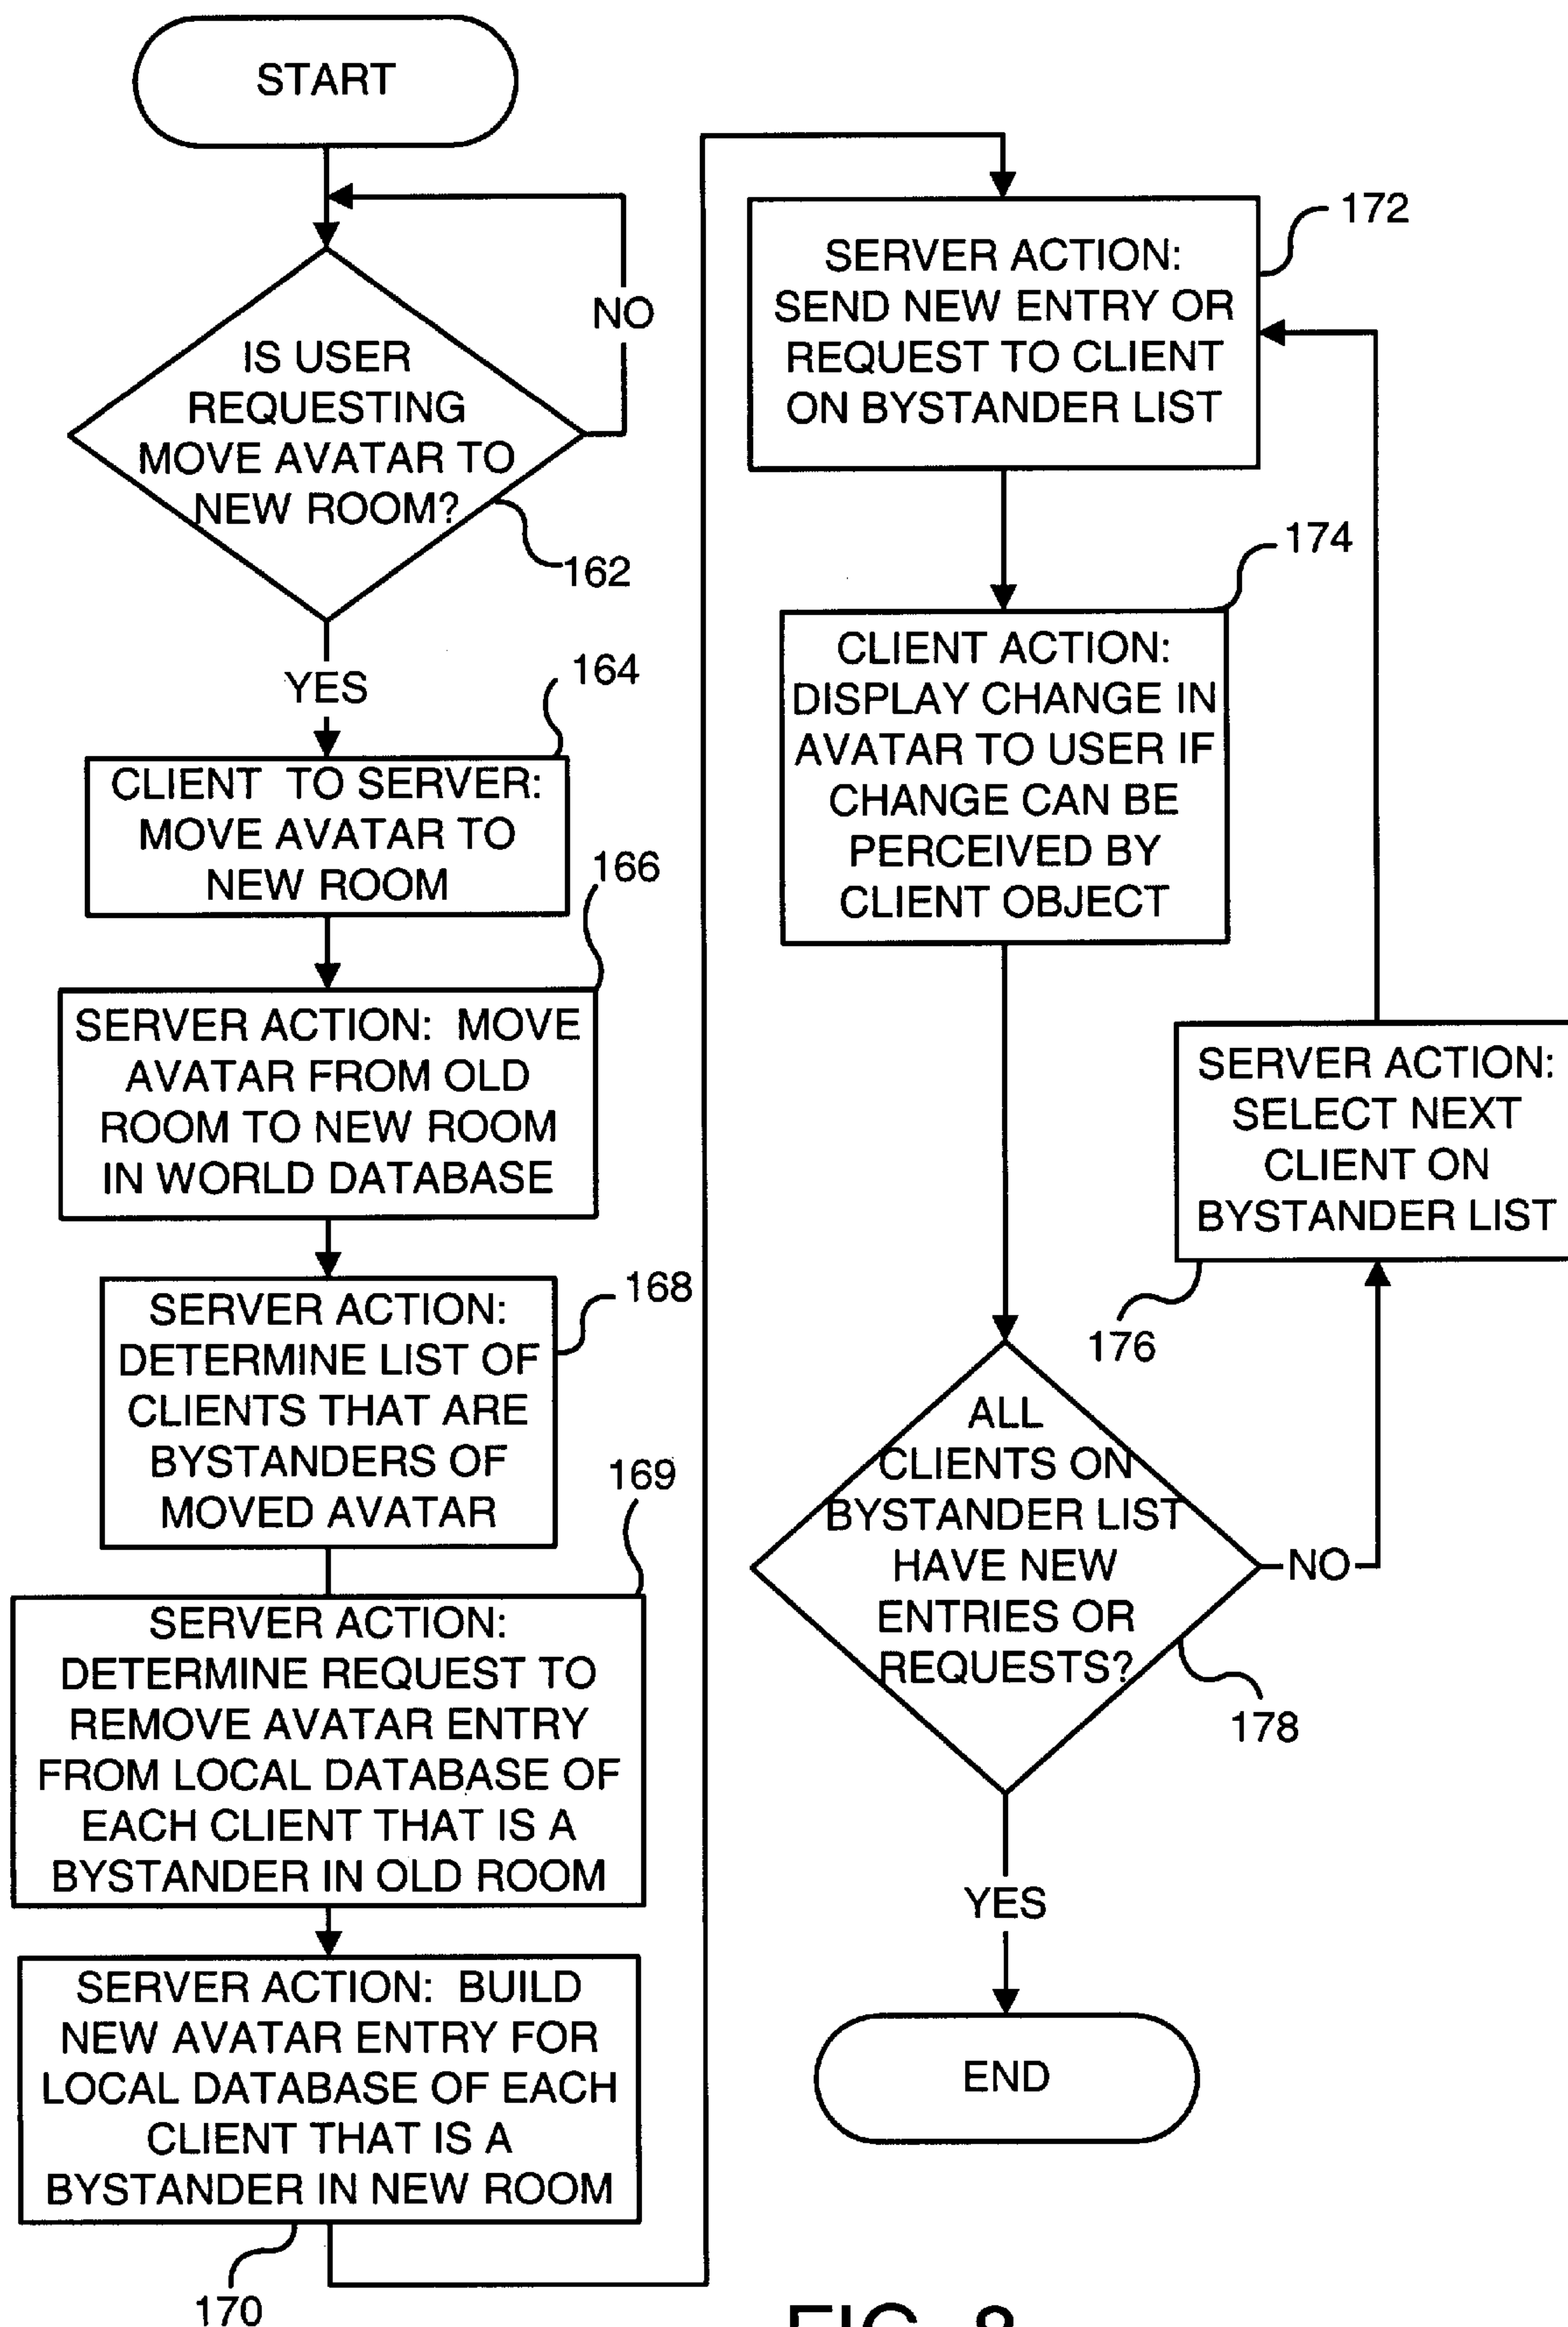 START
IS USER
REQUESTING
MOVE AVATAR TO
NEW ROOM?
NO
162
YES
164
CLIENT TO SERVER:
MOVE AVATAR TO
NEW ROOM
166
SERVER ACTION: MOVE
AVATAR FROM OLD
ROOM TO NEW ROOM
IN WORLD DATABASE
168
SERVER ACTION:
DETERMINE LIST OF
CLIENTS THAT ARE
BYSTANDERS OF
MOVED AVATAR
169
SERVER ACTION:
DETERMINE REQUEST TO
REMOVE AVATAR ENTRY
FROM LOCAL DATABASE OF
EACH CLIENT THAT IS A
BYSTANDER IN OLD ROOM
SERVER ACTION: BUILD
NEW AVATAR ENTRY FOR
LOCAL DATABASE OF EACH
CLIENT THAT IS A
BYSTANDER IN NEW ROOM
170
172
SERVER ACTION:
SEND NEW ENTRY OR
REQUEST TO CLIENT
ON BYSTANDER LIST
174
CLIENT ACTION:
DISPLAY CHANGE IN
AVATAR TO USER IF
CHANGE CAN BE
PERCEIVED BY
CLIENT OBJECT
SERVER ACTION:
SELECT NEXT
CLIENT ON
BYSTANDER LIST
176
ALL
CLIENTS ON
BYSTANDER LIST
HAVE NEW
ENTRIES OR
REQUESTS?
NO
178
YES
END
FIG.